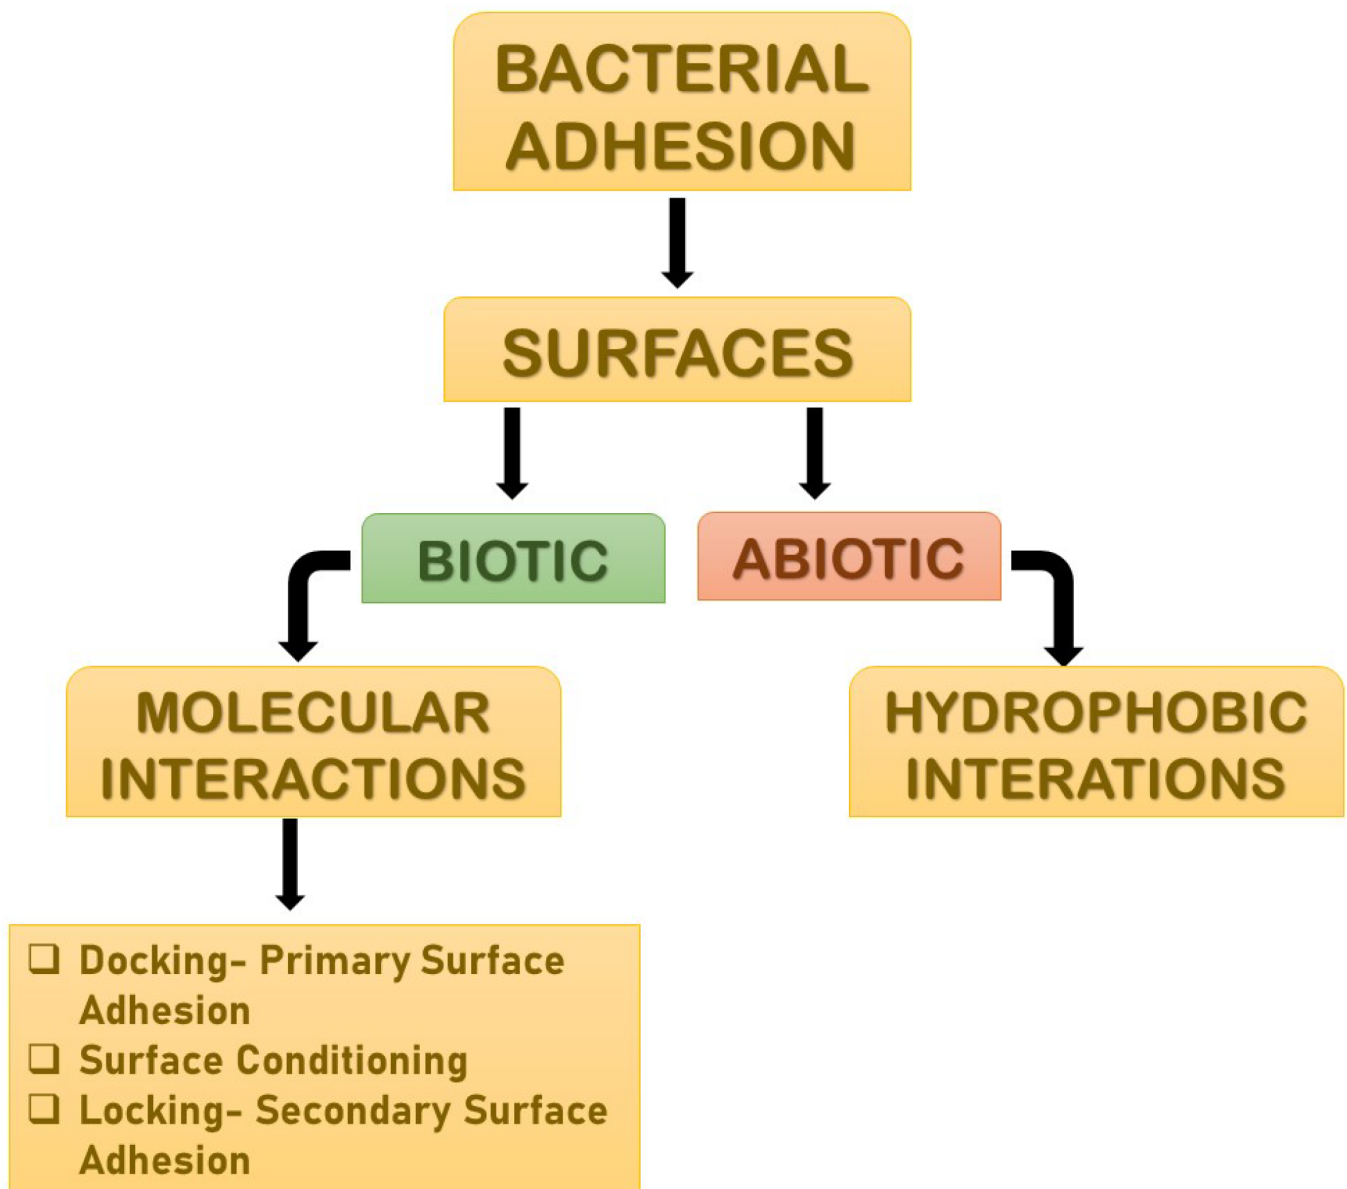 BACTERIAL
ADHESION
SURFACES
BIOTIC
ABIOTIC
MOLECULAR
INTERACTIONS
HYDROPHOBIC
INTERATIONS
❑ Docking- Primary Surface
Adhesion
❑ Surface Conditioning
❑ Locking- Secondary Surface
Adhesion